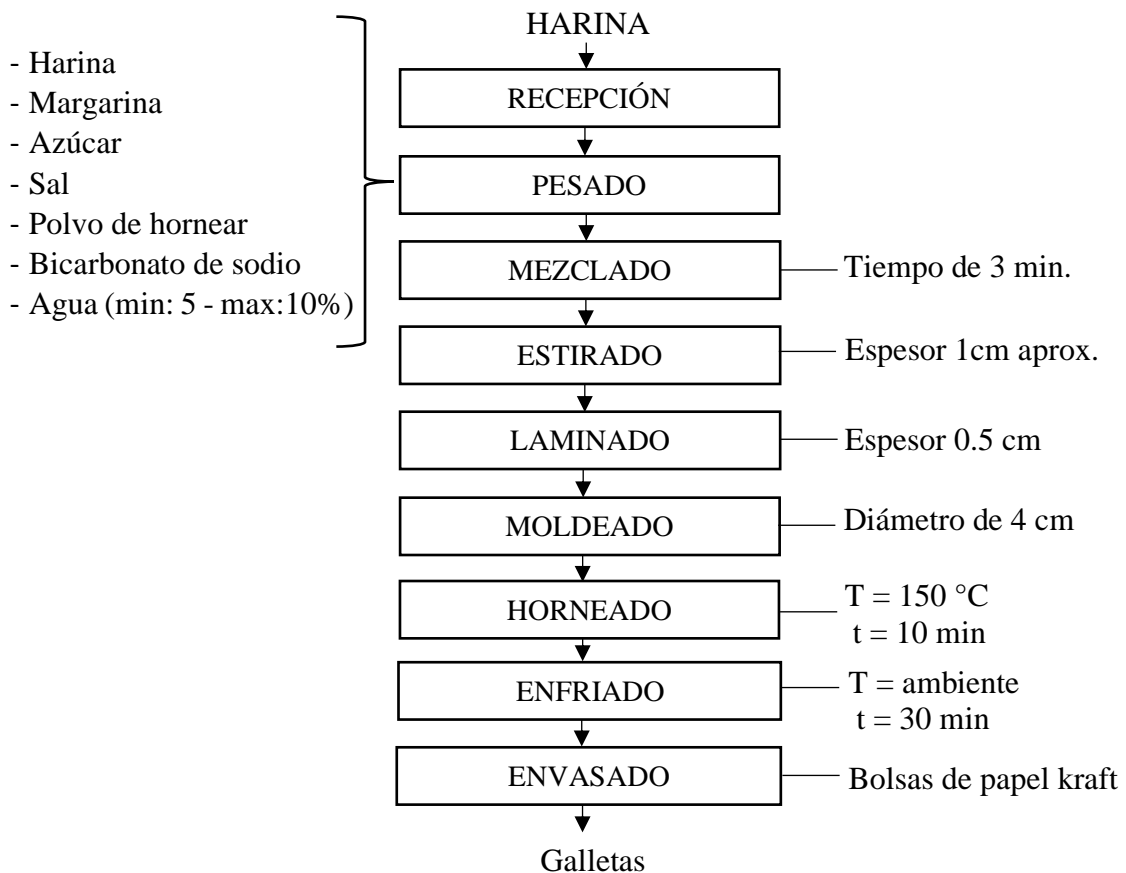 HARINA
- Harina
- Margarina
- Azúcar
- Sal
- Polvo de hornear
- Bicarbonato de sodio
- Agua (min: 5 - max:10%)
RECEPCIÓN
PESADO
MEZCLADO
Tiempo de 3 min.
ESTIRADO
Espesor 1cm aprox.
LAMINADO
Espesor 0.5 cm
MOLDEADO
Diámetro de 4 cm
HORNEADO
T = 150 °C
t = 10 min
ENFRIADO
T = ambiente
t = 30 min
ENVASADO
Bolsas de papel kraft
Galletas